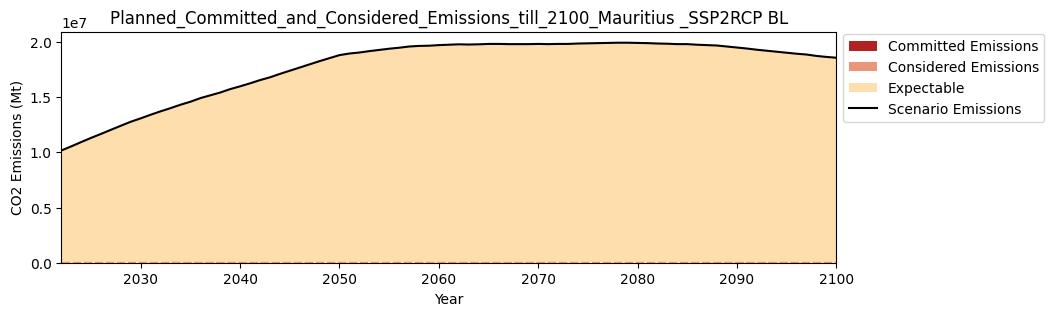 Planned_Committed_and_Considered_Emissions_till_2100_Mauritius _SSP2RCP BL
1e7
2.0
1.5
1.0
0.5
0.0
CO2 Emissions (Mt)
2030 2040 2050 2060 2070 2080 2090 2100
Year
Committed Emissions
Considered Emissions
Expectable
Scenario Emissions